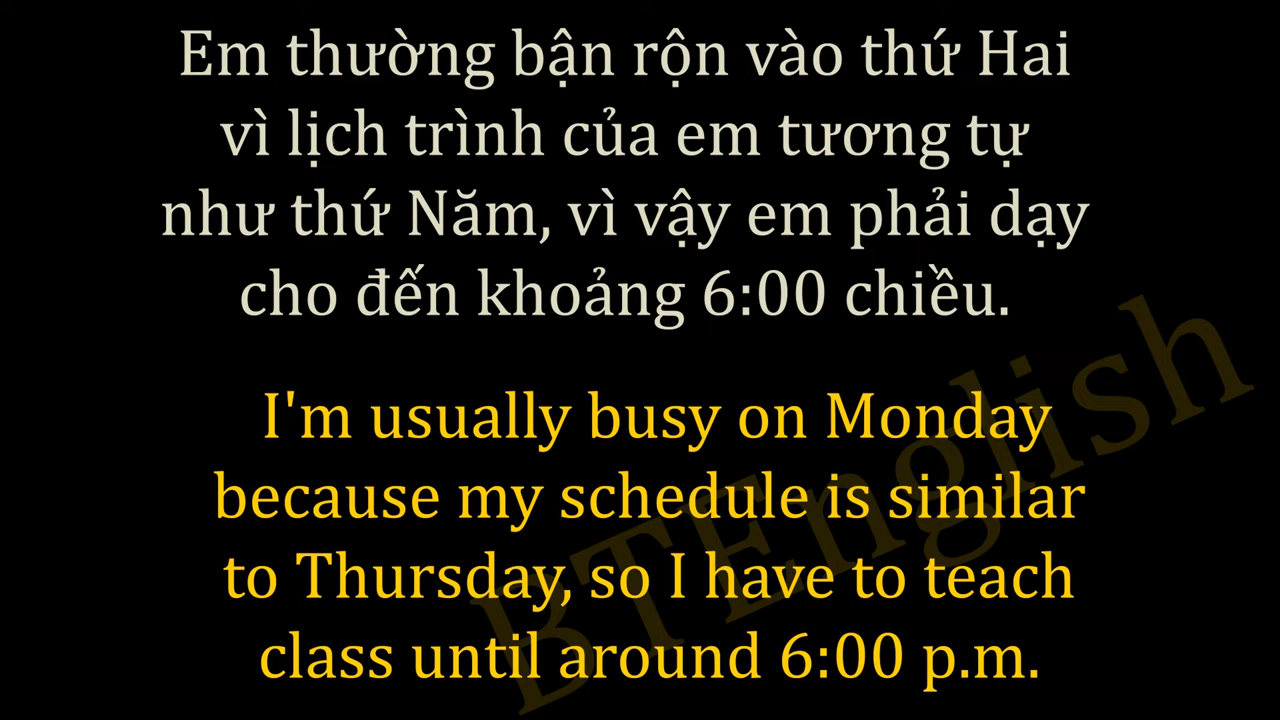 Em thường bận rộn vào thứ Hai
vì lịch trình của em tương tự
như thứ Năm, vì vậy em phải dạy
cho đến khoảng 6:00 chiều.
I'm usually busy on Monday
because my schedule is similar
to Thursday, so I have to teach
class until around 6:00 p.m.
BTEnglish